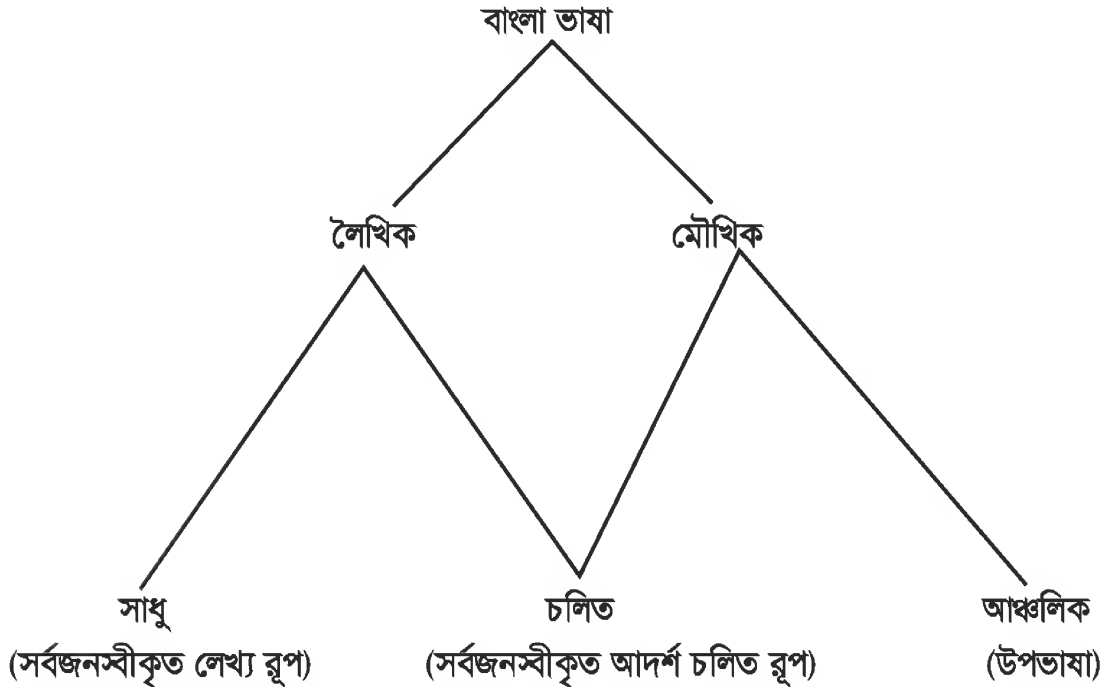 বাংলা ভাষা
লৈখিক মৌখিক
সাধু চলিত আঞ্চলিক
(সর্বজনস্বীকৃত লেখ্য রূপ) (সর্বজনস্বীকৃত আদর্শ চলিত রূপ) (উপভাষা)